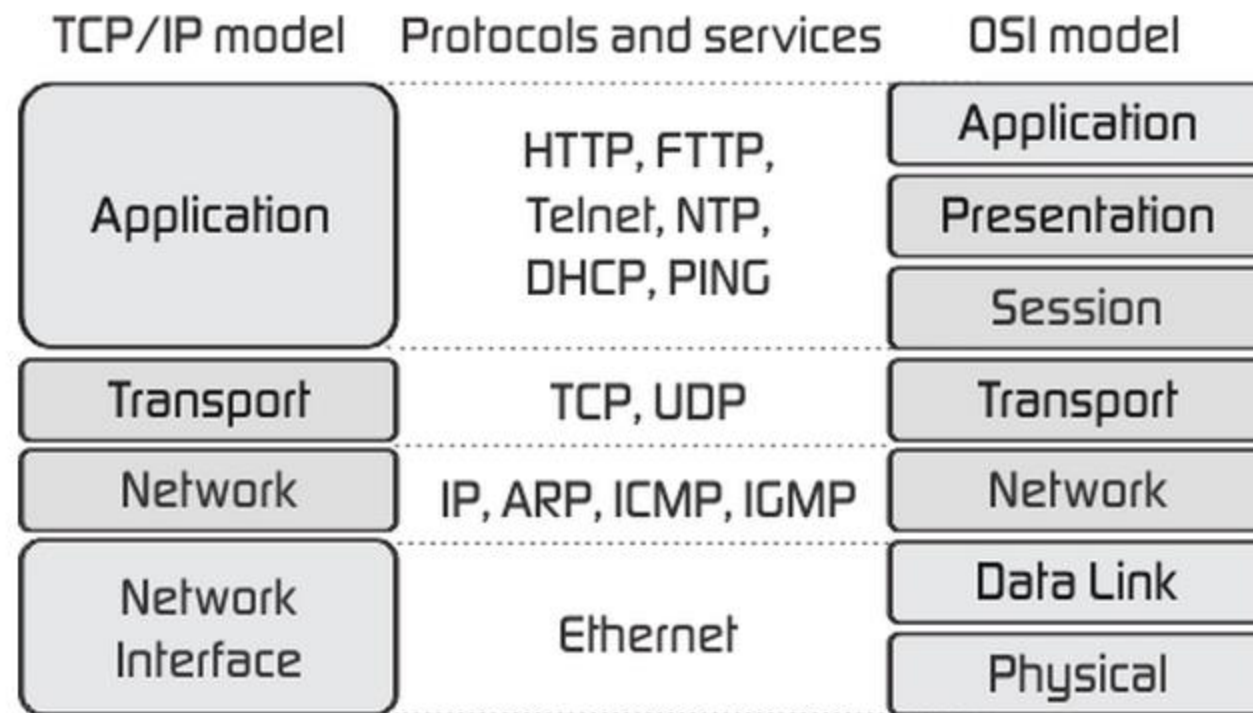 TCP/IP model
Protocols and services
OSI model
Application
HTTP, FTTP,
Telnet, NTP,
DHCP, PING
Application
Presentation
Session
Transport
TCP, UDP
Transport
Network
IP, ARP, ICMP, IGMP
Network
Network
Interface
Ethernet
Data Link
Physical